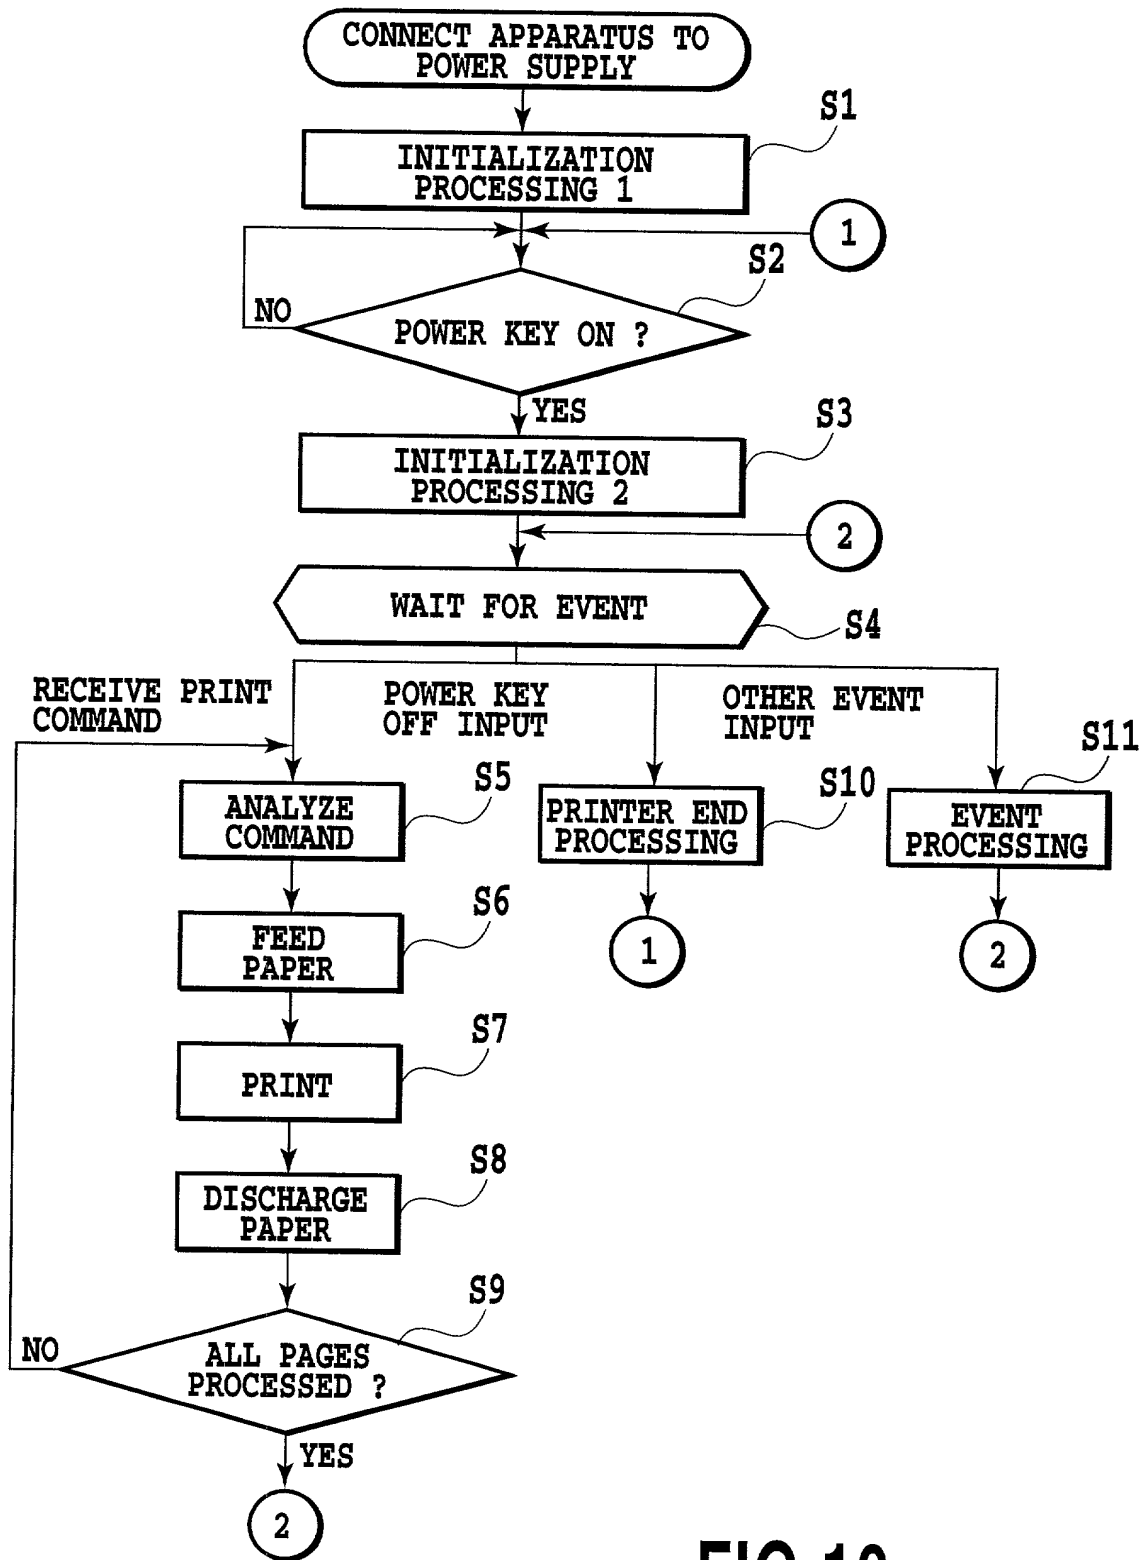 CONNECT APPARATUS TO
POWER SUPPLY
S1
INITIALIZATION
PROCESSING 1
1
S2
NO
POWER KEY ON ?
YES
S3
INITIALIZATION
PROCESSING 2
2
WAIT FOR EVENT
S4
RECEIVE PRINT
COMMAND
POWER KEY
OFF INPUT
OTHER EVENT
INPUT
S5
ANALYZE
COMMAND
S10
PRINTER END
PROCESSING
S11
EVENT
PROCESSING
S6
FEED
PAPER
1
2
S7
PRINT
S8
DISCHARGE
PAPER
S9
NO
ALL PAGES
PROCESSED ?
YES
2